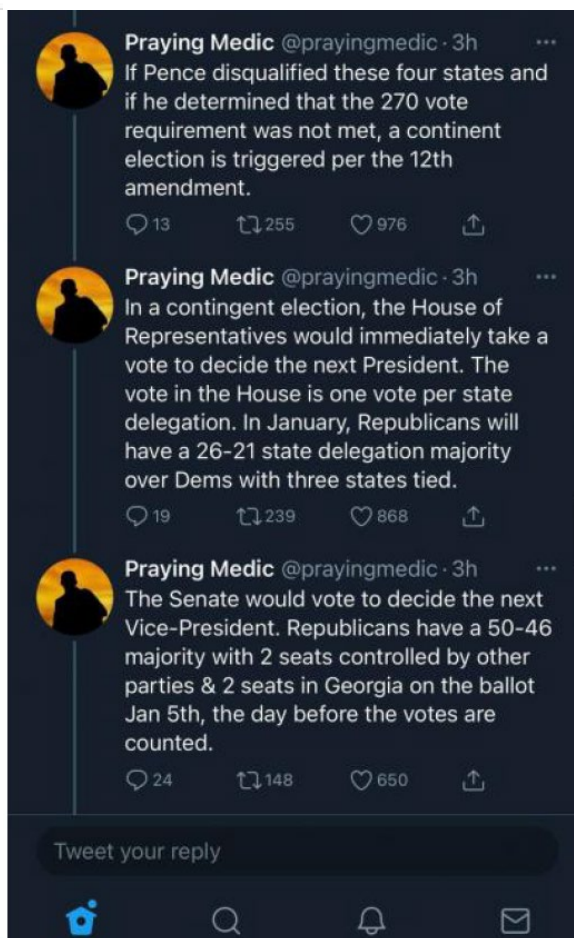 Praying Medic @prayingmedic · 3h ...
If Pence disqualified these four states and
if he determined that the 270 vote
requirement was not met, a continent
election is triggered per the 12th
amendment.
13 255 976
Praying Medic @prayingmedic · 3h ...
In a contingent election, the House of
Representatives would immediately take a
vote to decide the next President. The
vote in the House is one vote per state
delegation. In January, Republicans will
have a 26-21 state delegation majority
over Dems with three states tied.
19 239 868
Praying Medic @prayingmedic · 3h ...
The Senate would vote to decide the next
Vice-President. Republicans have a 50-46
majority with 2 seats controlled by other
parties & 2 seats in Georgia on the ballot
Jan 5th, the day before the votes are
counted.
24 148 650
Tweet your reply